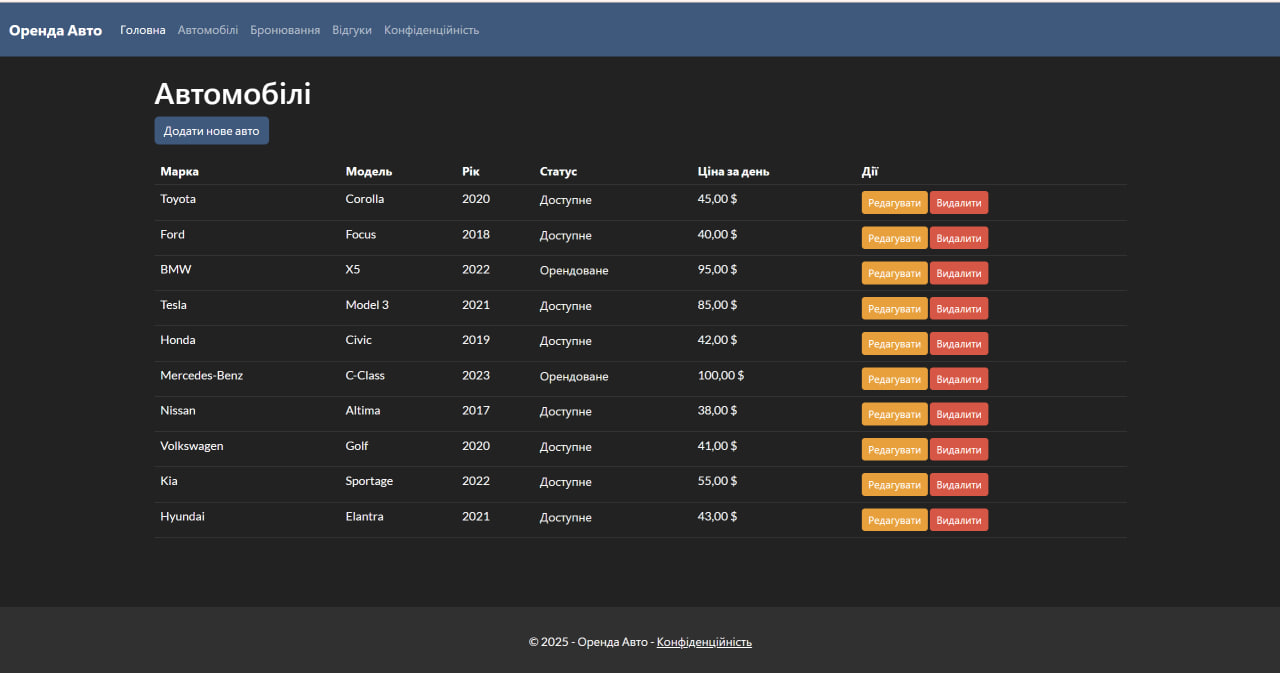 Оренда Авто Головна Автомобілі Бронювання Відгуки Конфіденційність
Автомобілі
Додати нове авто
Марка Модель Рік Статус Ціна за день Дії
Toyota Corolla 2020 Доступне 45,00 $ Редагувати Видалити
Ford Focus 2018 Доступне 40,00 $ Редагувати Видалити
BMW X5 2022 Орендоване 95,00 $ Редагувати Видалити
Tesla Model 3 2021 Доступне 85,00 $ Редагувати Видалити
Honda Civic 2019 Доступне 42,00 $ Редагувати Видалити
Mercedes-Benz C-Class 2023 Орендоване 100,00 $ Редагувати Видалити
Nissan Altima 2017 Доступне 38,00 $ Редагувати Видалити
Volkswagen Golf 2020 Доступне 41,00 $ Редагувати Видалити
Kia Sportage 2022 Доступне 55,00 $ Редагувати Видалити
Hyundai Elantra 2021 Доступне 43,00 $ Редагувати Видалити
© 2025 - Оренда Авто - Конфіденційність